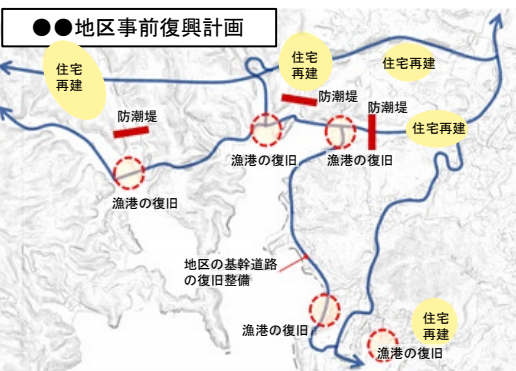 ●●地区事前復興計画
住宅
再建
住宅
再建
住宅再建
防潮堤
防潮堤
防潮堤
住宅再建
漁港の復旧
漁港の復旧
漁港の復旧
地区の基幹道路
の復旧整備
漁港の復旧
住宅
再建
漁港の復旧